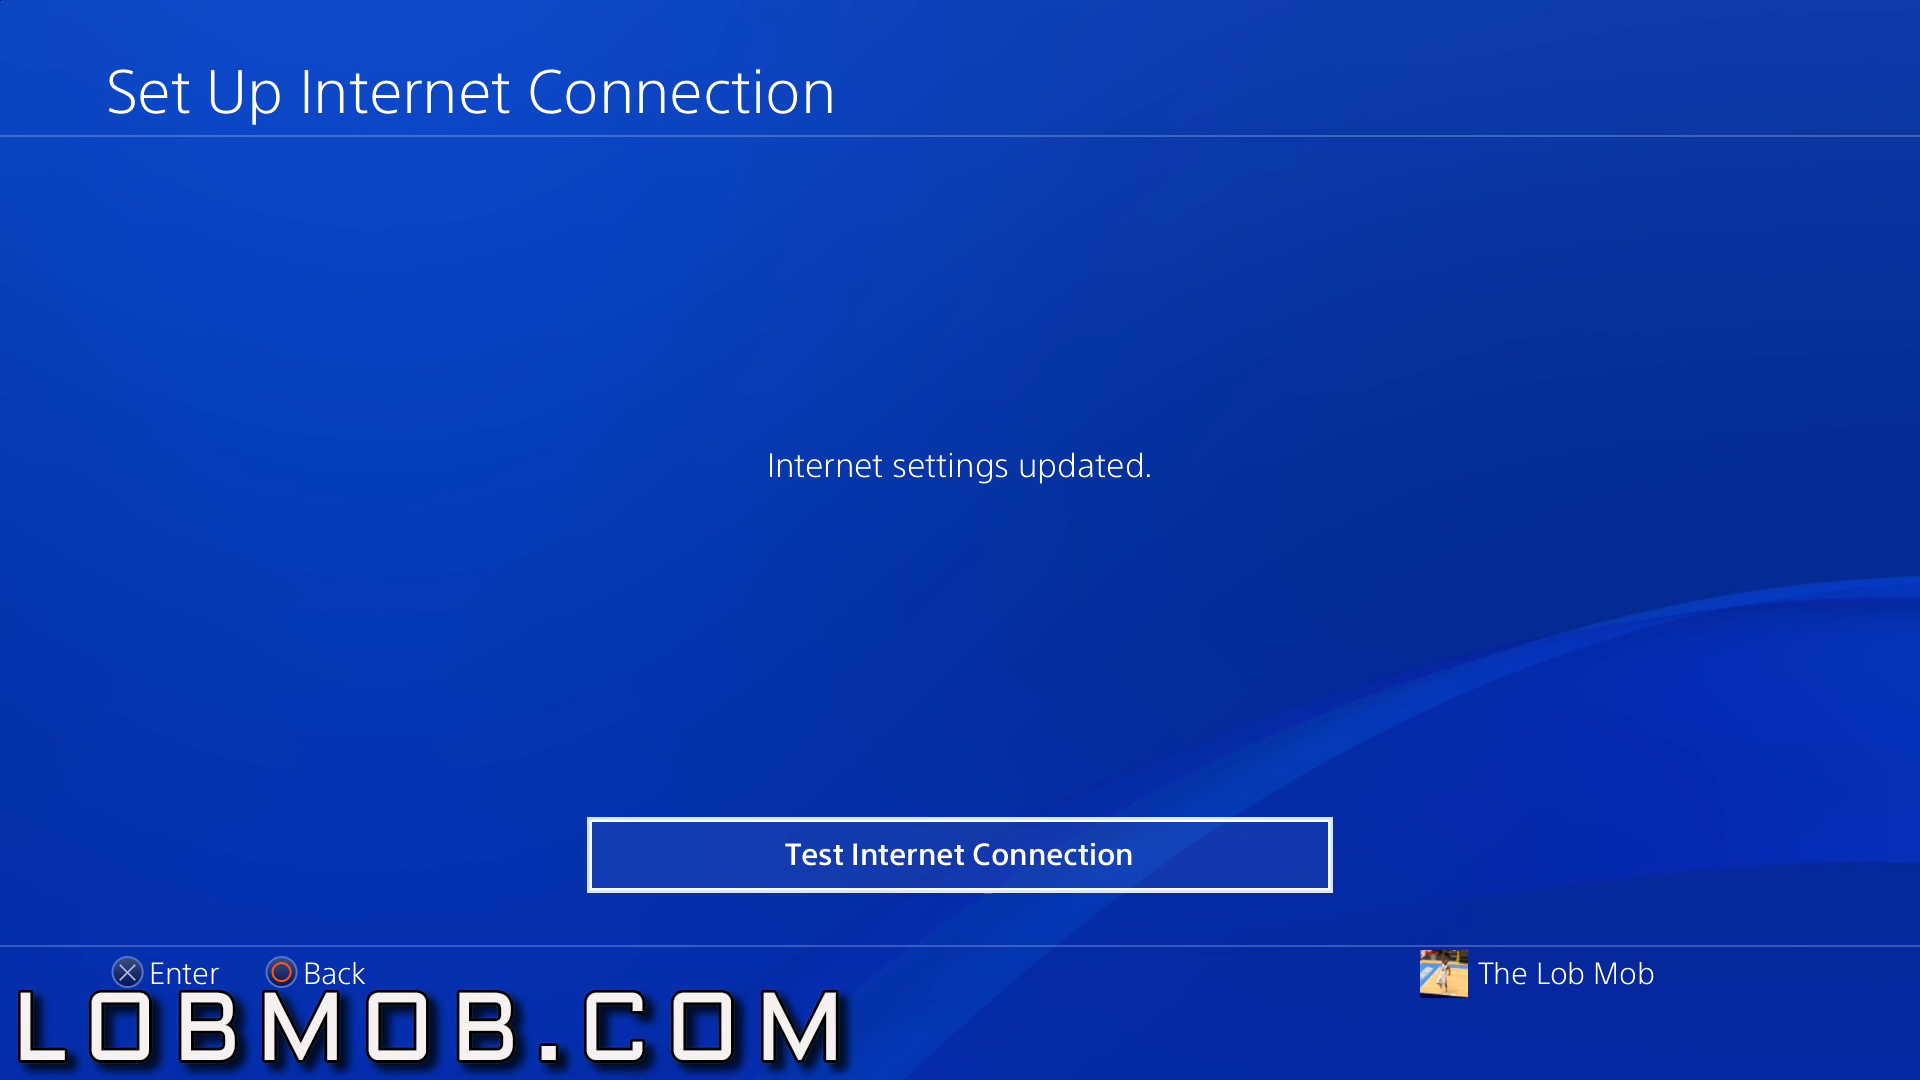 Set Up Internet Connection
Internet settings updated.
Test Internet Connection
Enter Back
The Lob Mob
LOBMOB.COM